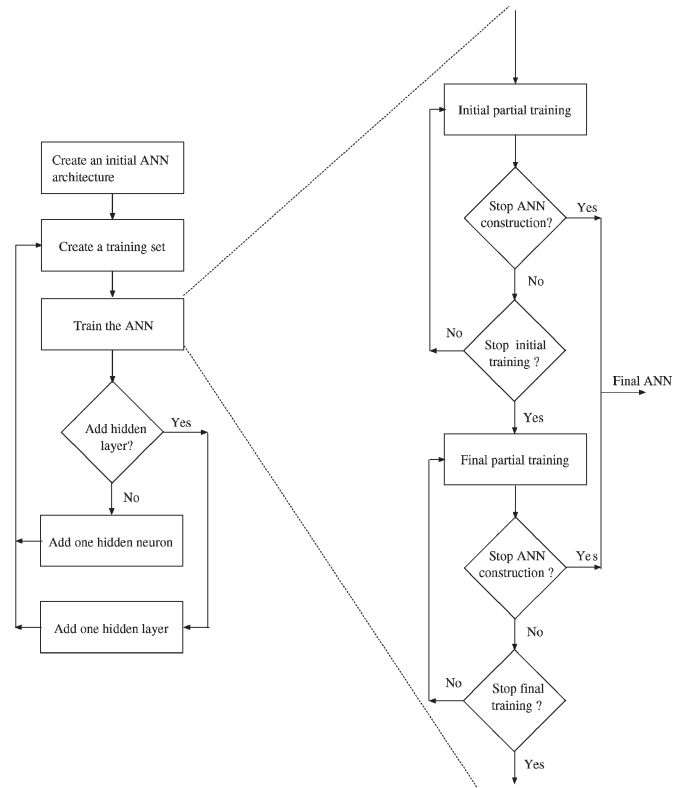 Create an initial ANN
architecture
Create a training set
Train the ANN
Add hidden
layer?
Yes
No
Add one hidden neuron
Add one hidden layer
Initial partial training
Stop ANN
construction?
Yes
No
Stop initial
training ?
No
Yes
Final ANN
Final partial training
Stop ANN
construction ?
Yes
No
Stop final
training ?
No
Yes